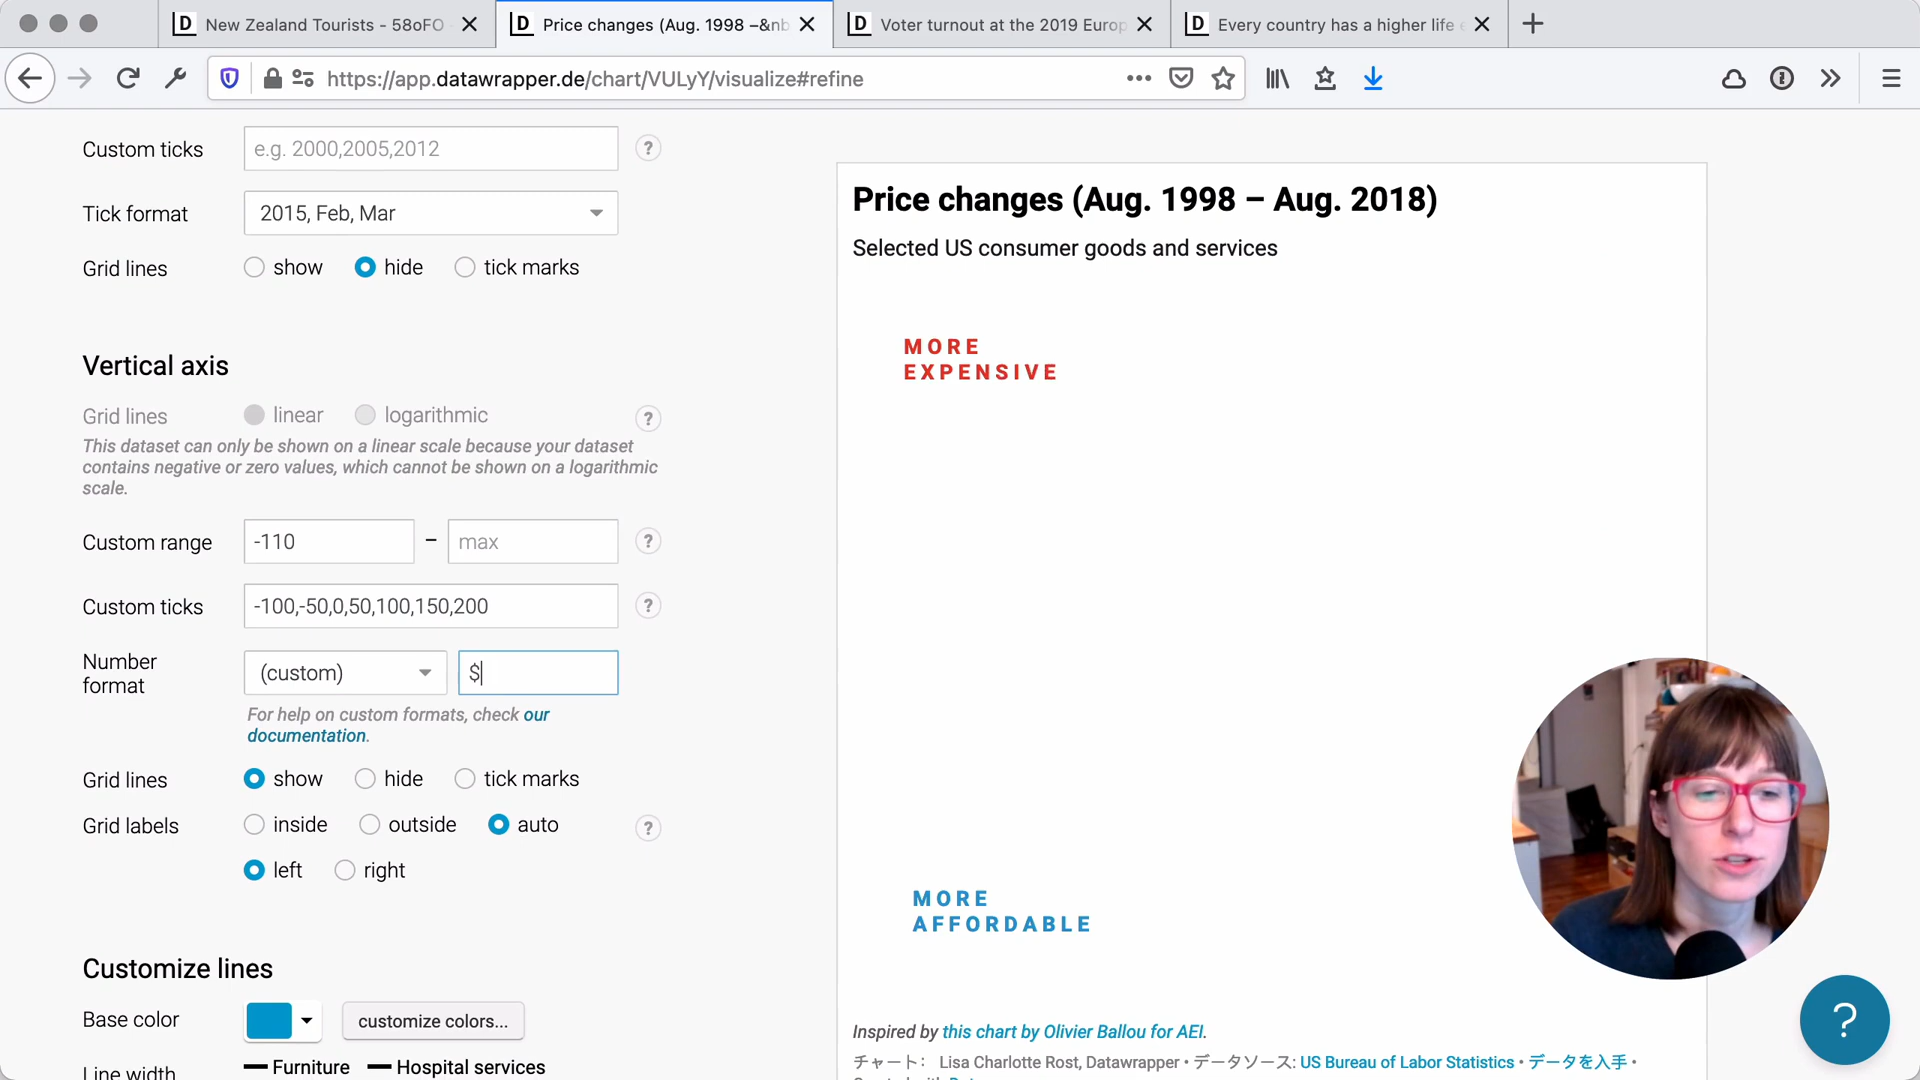 New Zealand Tourists - 58oFO
Price changes (Aug. 1998 –&nb
Voter turnout at the 2019 Europ
Every country has a higher life e
https://app.datawrapper.de/chart/VULyY/visualize#refine
Custom ticks
e.g. 2000,2005,2012
?
Tick format
2015, Feb, Mar
Grid lines
show
hide
tick marks
Vertical axis
Grid lines
linear
logarithmic
?
This dataset can only be shown on a linear scale because your dataset
contains negative or zero values, which cannot be shown on a logarithmic
scale.
Custom range
-110
–
max
?
Custom ticks
-100,-50,0,50,100,150,200
?
Number
format
(custom)
$
For help on custom formats, check our
documentation.
Grid lines
show
hide
tick marks
Grid labels
inside
outside
auto
?
left
right
Customize lines
Base color
customize colors...
Line width
Furniture
Hospital services
Price changes (Aug. 1998 – Aug. 2018)
Selected US consumer goods and services
MORE
EXPENSIVE
MORE
AFFORDABLE
Inspired by this chart by Olivier Ballou for AEI.
チャート: Lisa Charlotte Rost, Datawrapper • データソース: US Bureau of Labor Statistics • データを入手 •
?